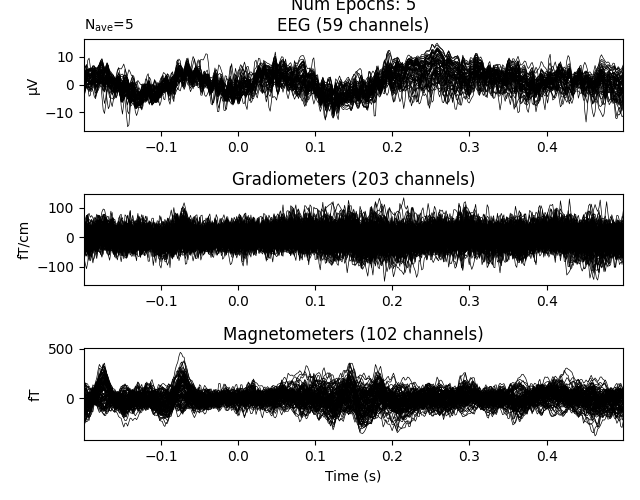 Num Epochs: 5
N_ave=5
EEG (59 channels)
10
0
−10
µV
−0.1 0.0 0.1 0.2 0.3 0.4
Gradiometers (203 channels)
100
0
−100
fT/cm
−0.1 0.0 0.1 0.2 0.3 0.4
Magnetometers (102 channels)
500
0
fT
−0.1 0.0 0.1 0.2 0.3 0.4
Time (s)